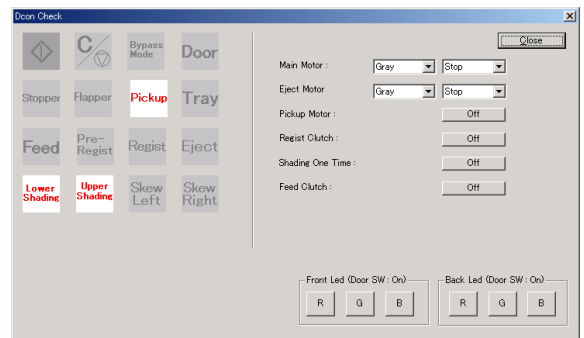 Dcon Check
Close
C/
Bypass
Mode
Door
Stopper
Flapper
Pickup
Tray
Feed
Pre-
Regist
Regist
Eject
Lower
Shading
Upper
Shading
Skew
Left
Skew
Right
Main Motor :
Gray
Stop
Eject Motor
Gray
Stop
Pickup Motor :
Off
Regist Clutch :
Off
Shading One Time :
Off
Feed Clutch :
Off
Front Led (Door SW : On)
R
G
B
Back Led (Door SW : On)
R
G
B